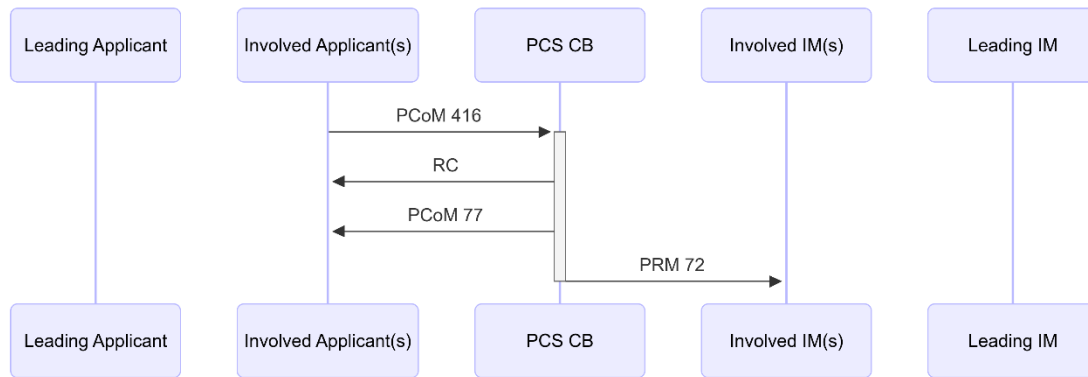 Leading Applicant
Involved Applicant(s)
PCS CB
Involved IM(s)
Leading IM
PCoM 416
RC
PCoM 77
PRM 72
Leading Applicant
Involved Applicant(s)
PCS CB
Involved IM(s)
Leading IM